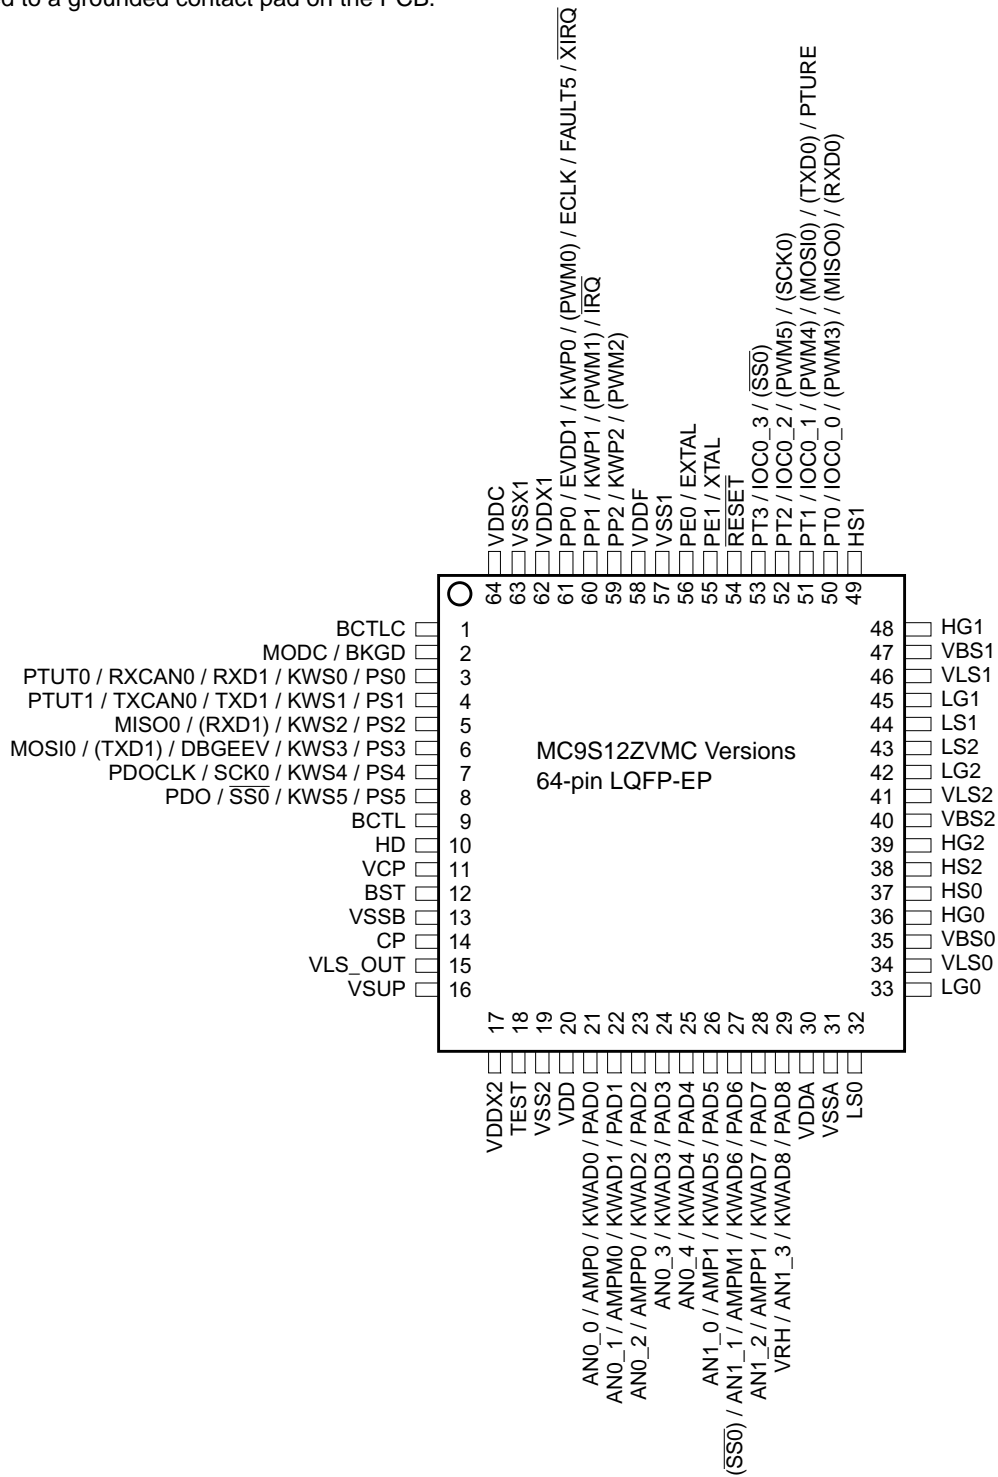 d to a grounded contact pad on the PCB.
VDDC
VSSX1
VDDX1
PP0 / EVDD1 / KWP0 / (PWM0) / ECLK / FAULT5 / XIRQ
PP1 / KWP1 / (PWM1) / IRQ
PP2 / KWP2 / (PWM2)
VDDF
VSS1
PE0 / EXTAL
PE1 / XTAL
RESET
PT3 / IOC0_3 / (SS0)
PT2 / IOC0_2 / (PWM5) / (SCK0)
PT1 / IOC0_1 / (PWM4) / (MOSI0) / (TXD0) / PTURE
PT0 / IOC0_0 / (PWM3) / (MISO0) / (RXD0)
HS1
64
63
62
61
60
59
58
57
56
55
54
53
52
51
50
49
BCTLC 1
MODC / BKGD 2
PTUT0 / RXCAN0 / RXD1 / KWS0 / PS0 3
PTUT1 / TXCAN0 / TXD1 / KWS1 / PS1 4
MISO0 / (RXD1) / KWS2 / PS2 5
MOSI0 / (TXD1) / DBGEEV / KWS3 / PS3 6
PDOCLK / SCK0 / KWS4 / PS4 7
PDO / SS0 / KWS5 / PS5 8
BCTL 9
HD 10
VCP 11
BST 12
VSSB 13
CP 14
VLS_OUT 15
VSUP 16
MC9S12ZVMC Versions
64-pin LQFP-EP
48 HG1
47 VBS1
46 VLS1
45 LG1
44 LS1
43 LS2
42 LG2
41 VLS2
40 VBS2
39 HG2
38 HS2
37 HS0
36 HG0
35 VBS0
34 VLS0
33 LG0
17
18
19
20
21
22
23
24
25
26
27
28
29
30
31
32
VDDX2
TEST
VSS2
VDD
AN0_0 / AMP0 / KWAD0 / PAD0
AN0_1 / AMPM0 / KWAD1 / PAD1
AN0_2 / AMPP0 / KWAD2 / PAD2
AN0_3 / KWAD3 / PAD3
AN0_4 / KWAD4 / PAD4
AN1_0 / AMP1 / KWAD5 / PAD5
(SS0) / AN1_1 / AMPM1 / KWAD6 / PAD6
AN1_2 / AMPP1 / KWAD7 / PAD7
VRH / AN1_3 / KWAD8 / PAD8
VDDA
VSSA
LS0